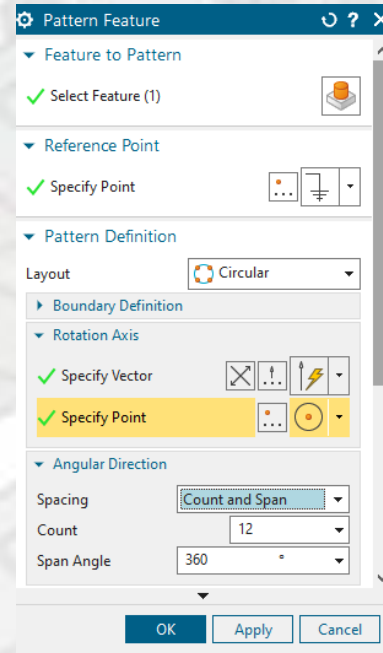 Pattern Feature
Feature to Pattern
Select Feature (1)
Reference Point
Specify Point
Pattern Definition
Layout Circular
Boundary Definition
Rotation Axis
Specify Vector
Specify Point
Angular Direction
Spacing Count and Span
Count 12
Span Angle 360 °
OK Apply Cancel